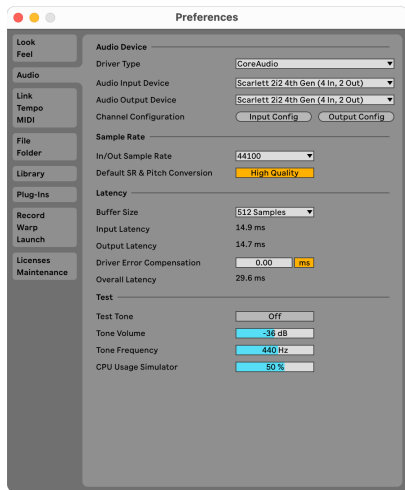 Preferences
Look
Feel
Audio
Link
Tempo
MIDI
File
Folder
Library
Plug-Ins
Record
Warp
Launch
Licenses
Maintenance
Audio Device
Driver Type CoreAudio
Audio Input Device Scarlett 2i2 4th Gen (4 In, 2 Out)
Audio Output Device Scarlett 2i2 4th Gen (4 In, 2 Out)
Channel Configuration Input Config Output Config
Sample Rate
In/Out Sample Rate 44100
Default SR & Pitch Conversion High Quality
Latency
Buffer Size 512 Samples
Input Latency 14.9 ms
Output Latency 14.7 ms
Driver Error Compensation 0.00 ms
Overall Latency 29.6 ms
Test
Test Tone Off
Tone Volume -36 dB
Tone Frequency 440 Hz
CPU Usage Simulator 50 %